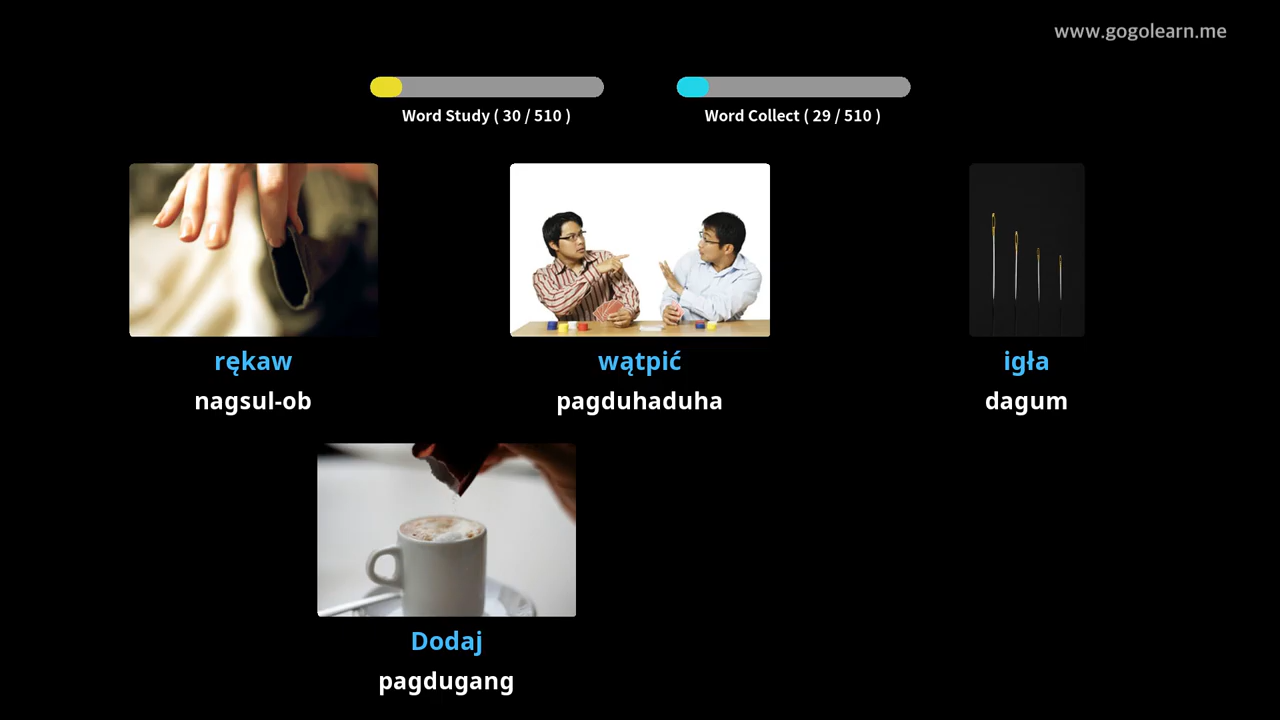 www.gogolearn.me
Word Study ( 30 / 510 )
Word Collect ( 29 / 510 )
rękaw
nagsul-ob
wątpić
pagduhaduha
igła
dagum
Dodaj
pagdugang